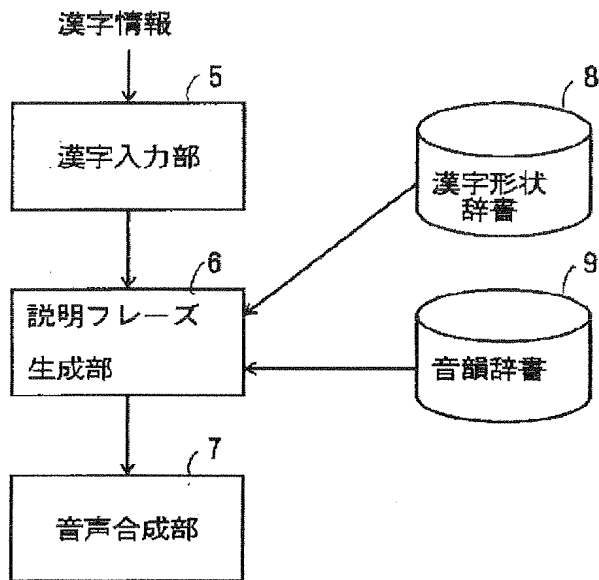 漢字情報
5
漢字入力部
8
漢字形状
辞書
6
説明フレーズ
生成部
9
音韻辞書
7
音声合成部